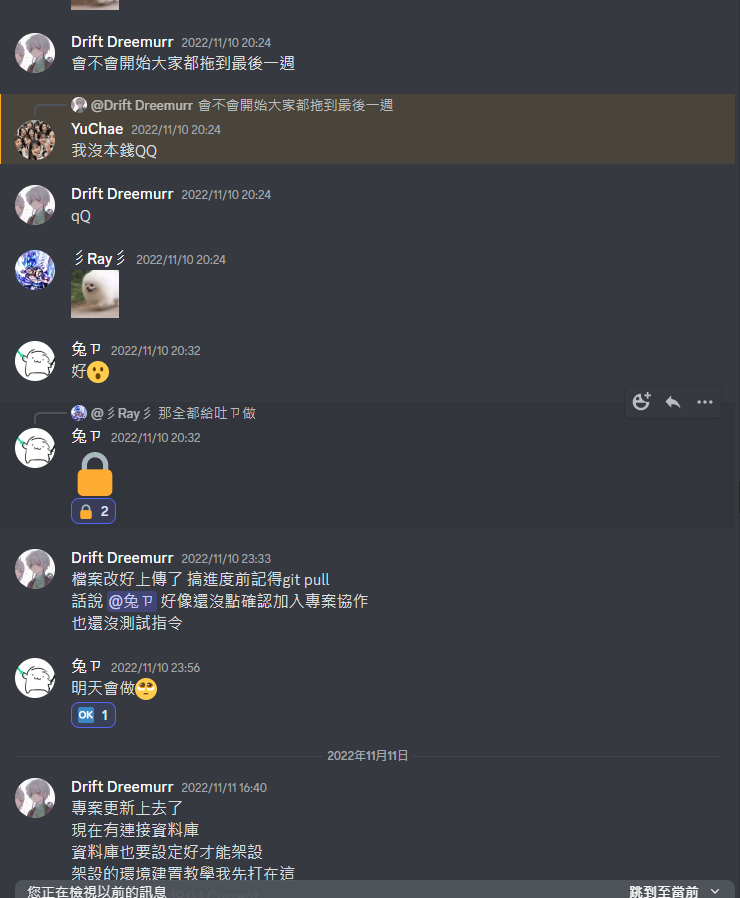 Drift Dreemurr 2022/11/10 20:24
會不會開始大家都拖到最後一週
@Drift Dreemurr 會不會開始大家都拖到最後一週
YuChae 2022/11/10 20:24
我沒本錢QQ
Drift Dreemurr 2022/11/10 20:24
qQ
彡Ray彡 2022/11/10 20:24
兔ㄗ 2022/11/10 20:32
好😮
@彡Ray彡 那全都給吐ㄗ做
兔ㄗ 2022/11/10 20:32
🔒
🔒 2
Drift Dreemurr 2022/11/10 23:33
檔案改好上傳了 搞進度前記得git pull
話說 @兔ㄗ 好像還沒點確認加入專案協作
也還沒測試指令
兔ㄗ 2022/11/10 23:56
明天會做🥺
🆗 1
2022年11月11日
Drift Dreemurr 2022/11/11 16:40
專案更新上去了
現在有連接資料庫
資料庫也要設定好才能架設
架設的環境建置教學我先打在這
您正在檢視以前的訊息 跳到至當前